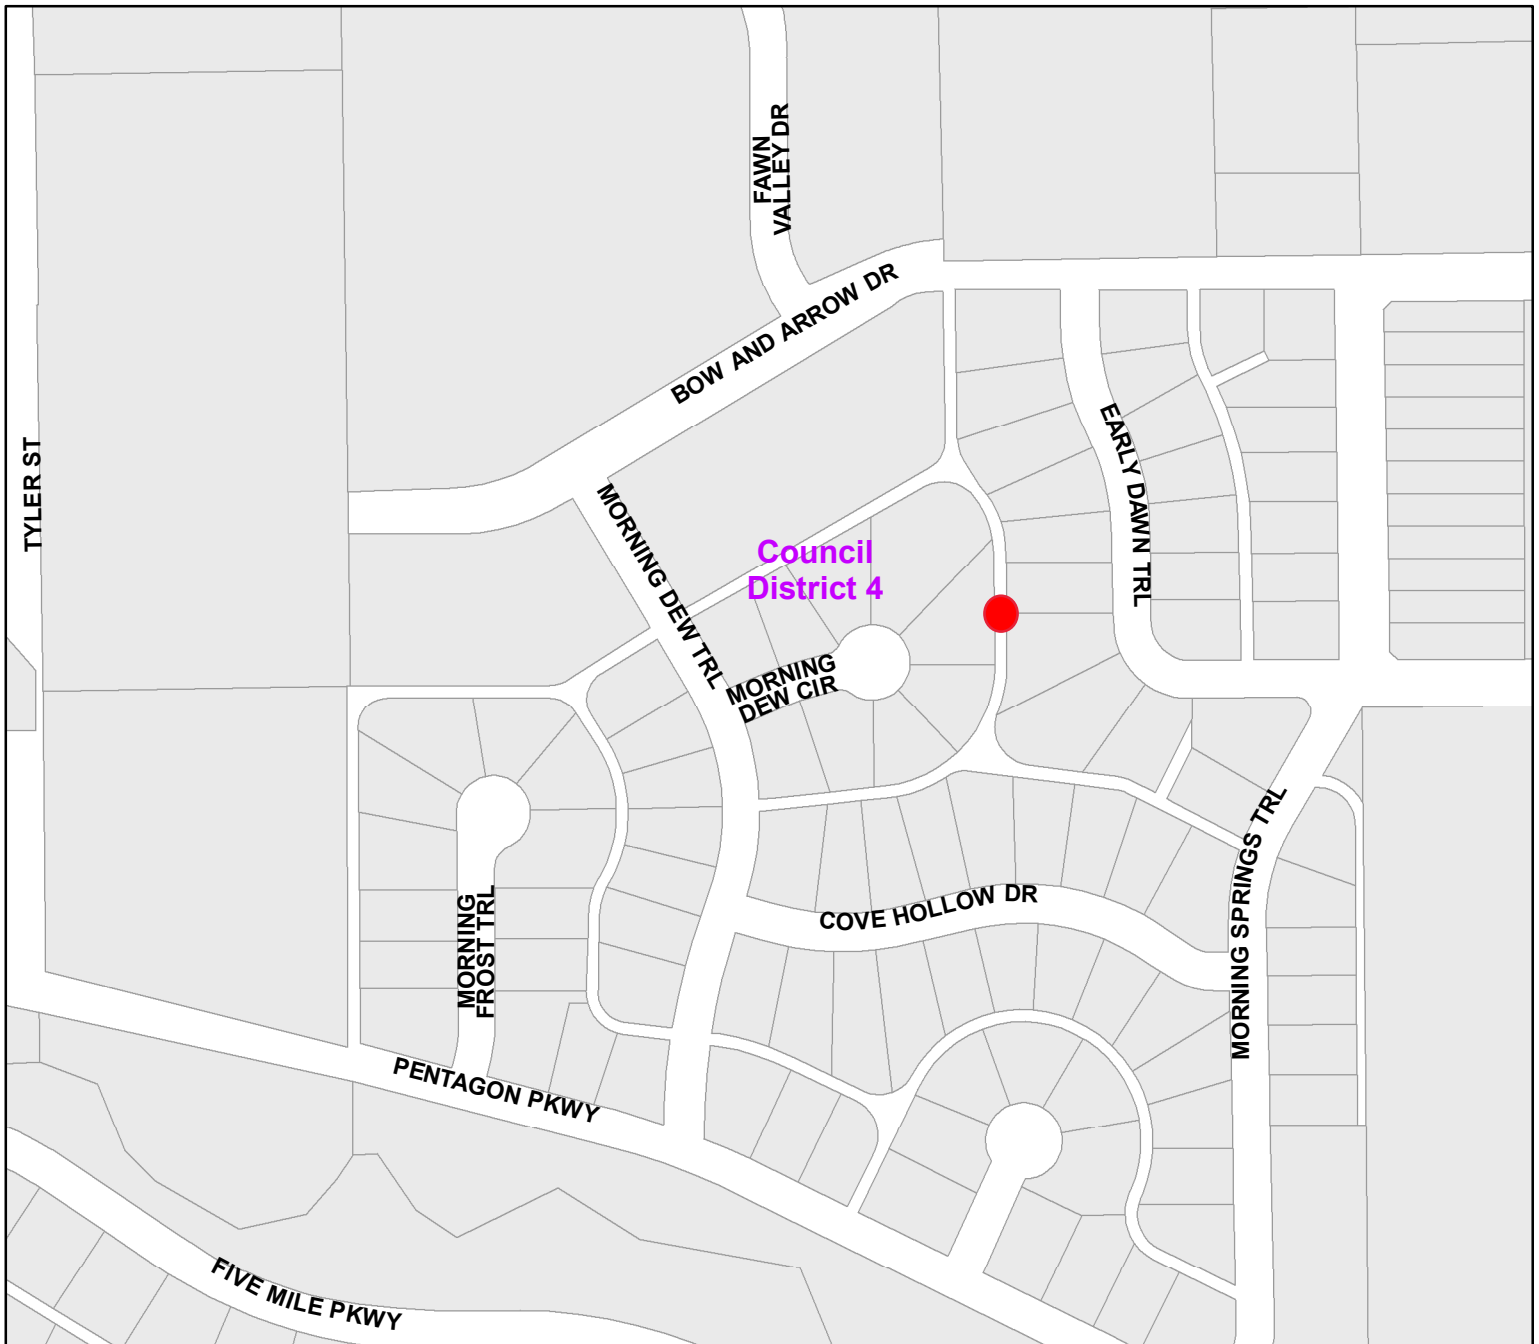 FAWN
VALLEY DR
BOW AND ARROW DR
TYLER ST
EARLY DAWN TRL
MORNING DEW TRL
Council
District 4
MORNING
DEW CIR
MORNING SPRINGS TRL
COVE HOLLOW DR
MORNING
FROST TRL
PENTAGON PKWY
FIVE MILE PKWY